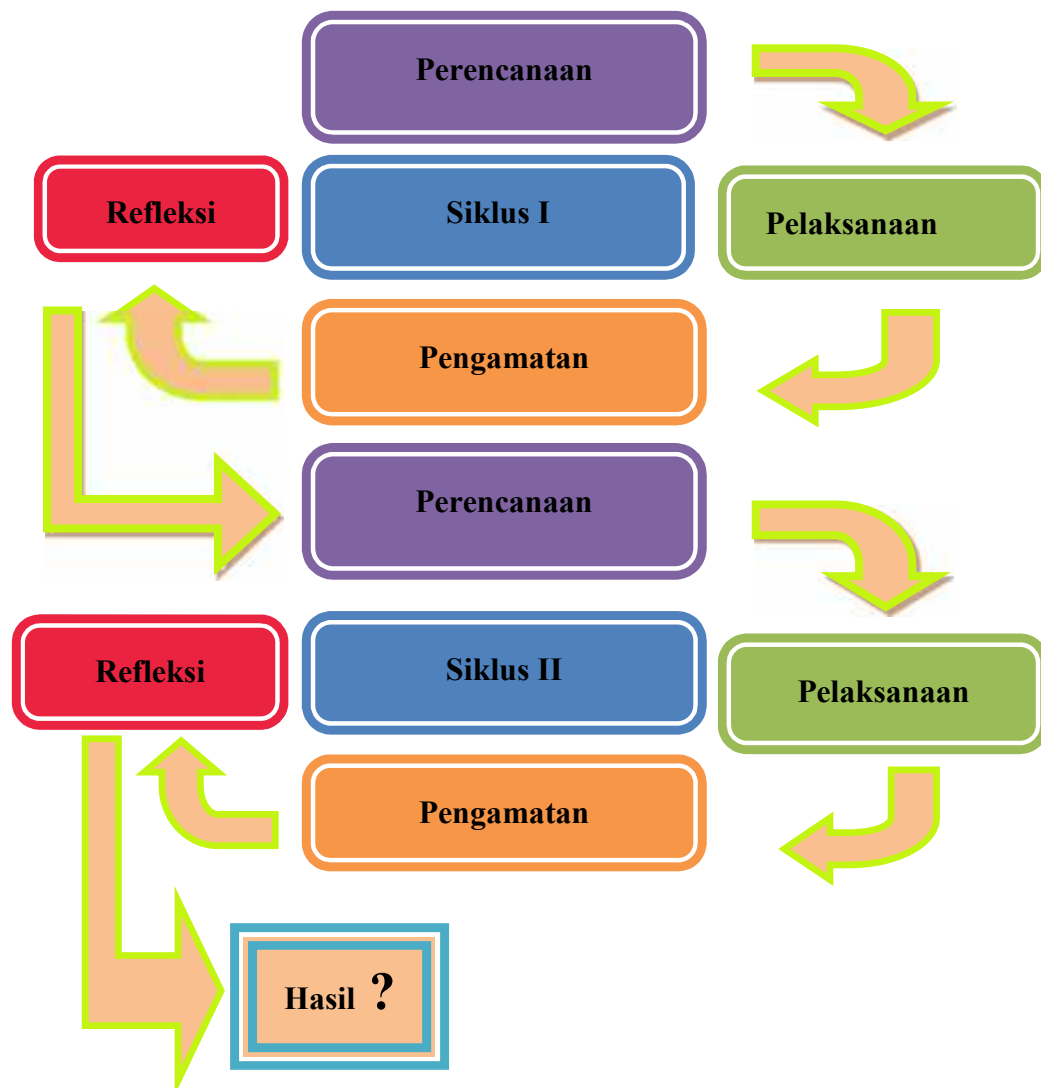 Perencanaan
Refleksi
Siklus I
Pelaksanaan
Pengamatan
Perencanaan
Refleksi
Siklus II
Pelaksanaan
Pengamatan
Hasil ?